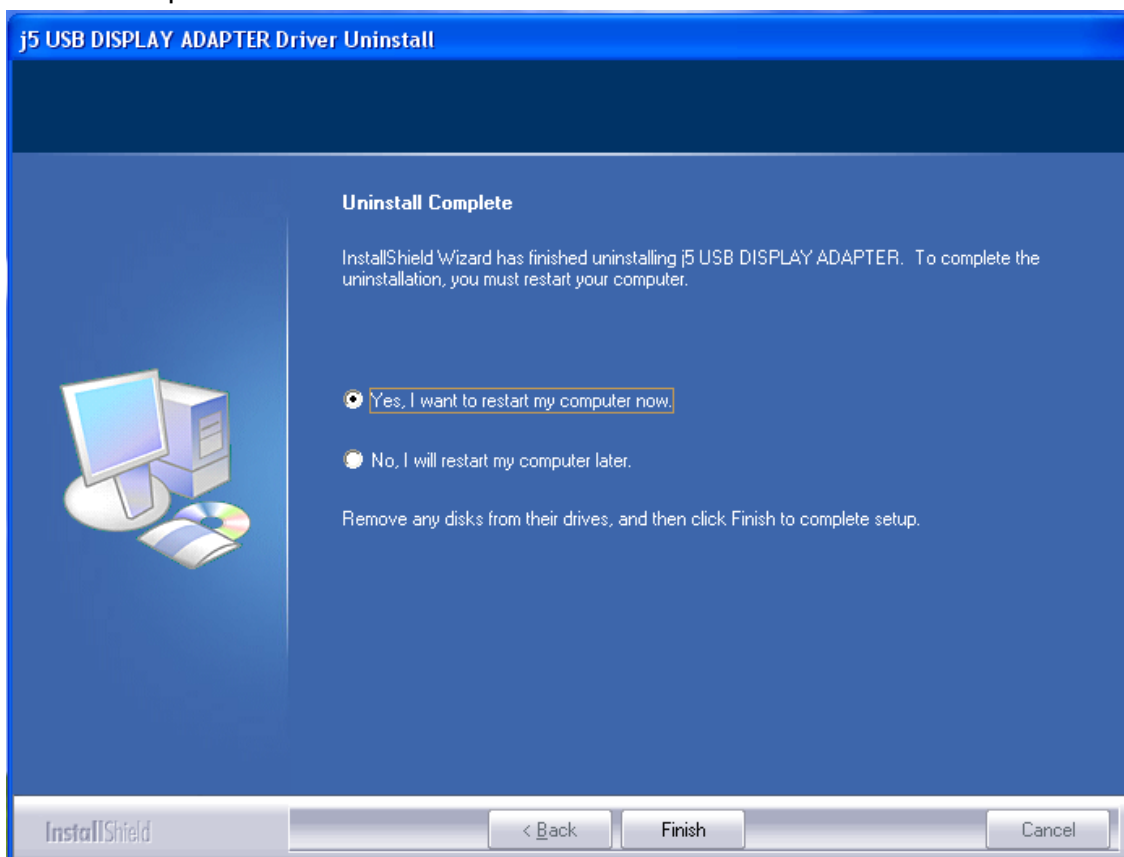 j5 USB DISPLAY ADAPTER Driver Uninstall
Uninstall Complete
InstallShield Wizard has finished uninstalling j5 USB DISPLAY ADAPTER. To complete the
uninstallation, you must restart your computer.
Yes, I want to restart my computer now.
No, I will restart my computer later.
Remove any disks from their drives, and then click Finish to complete setup.
InstallShield
< Back
Finish
Cancel